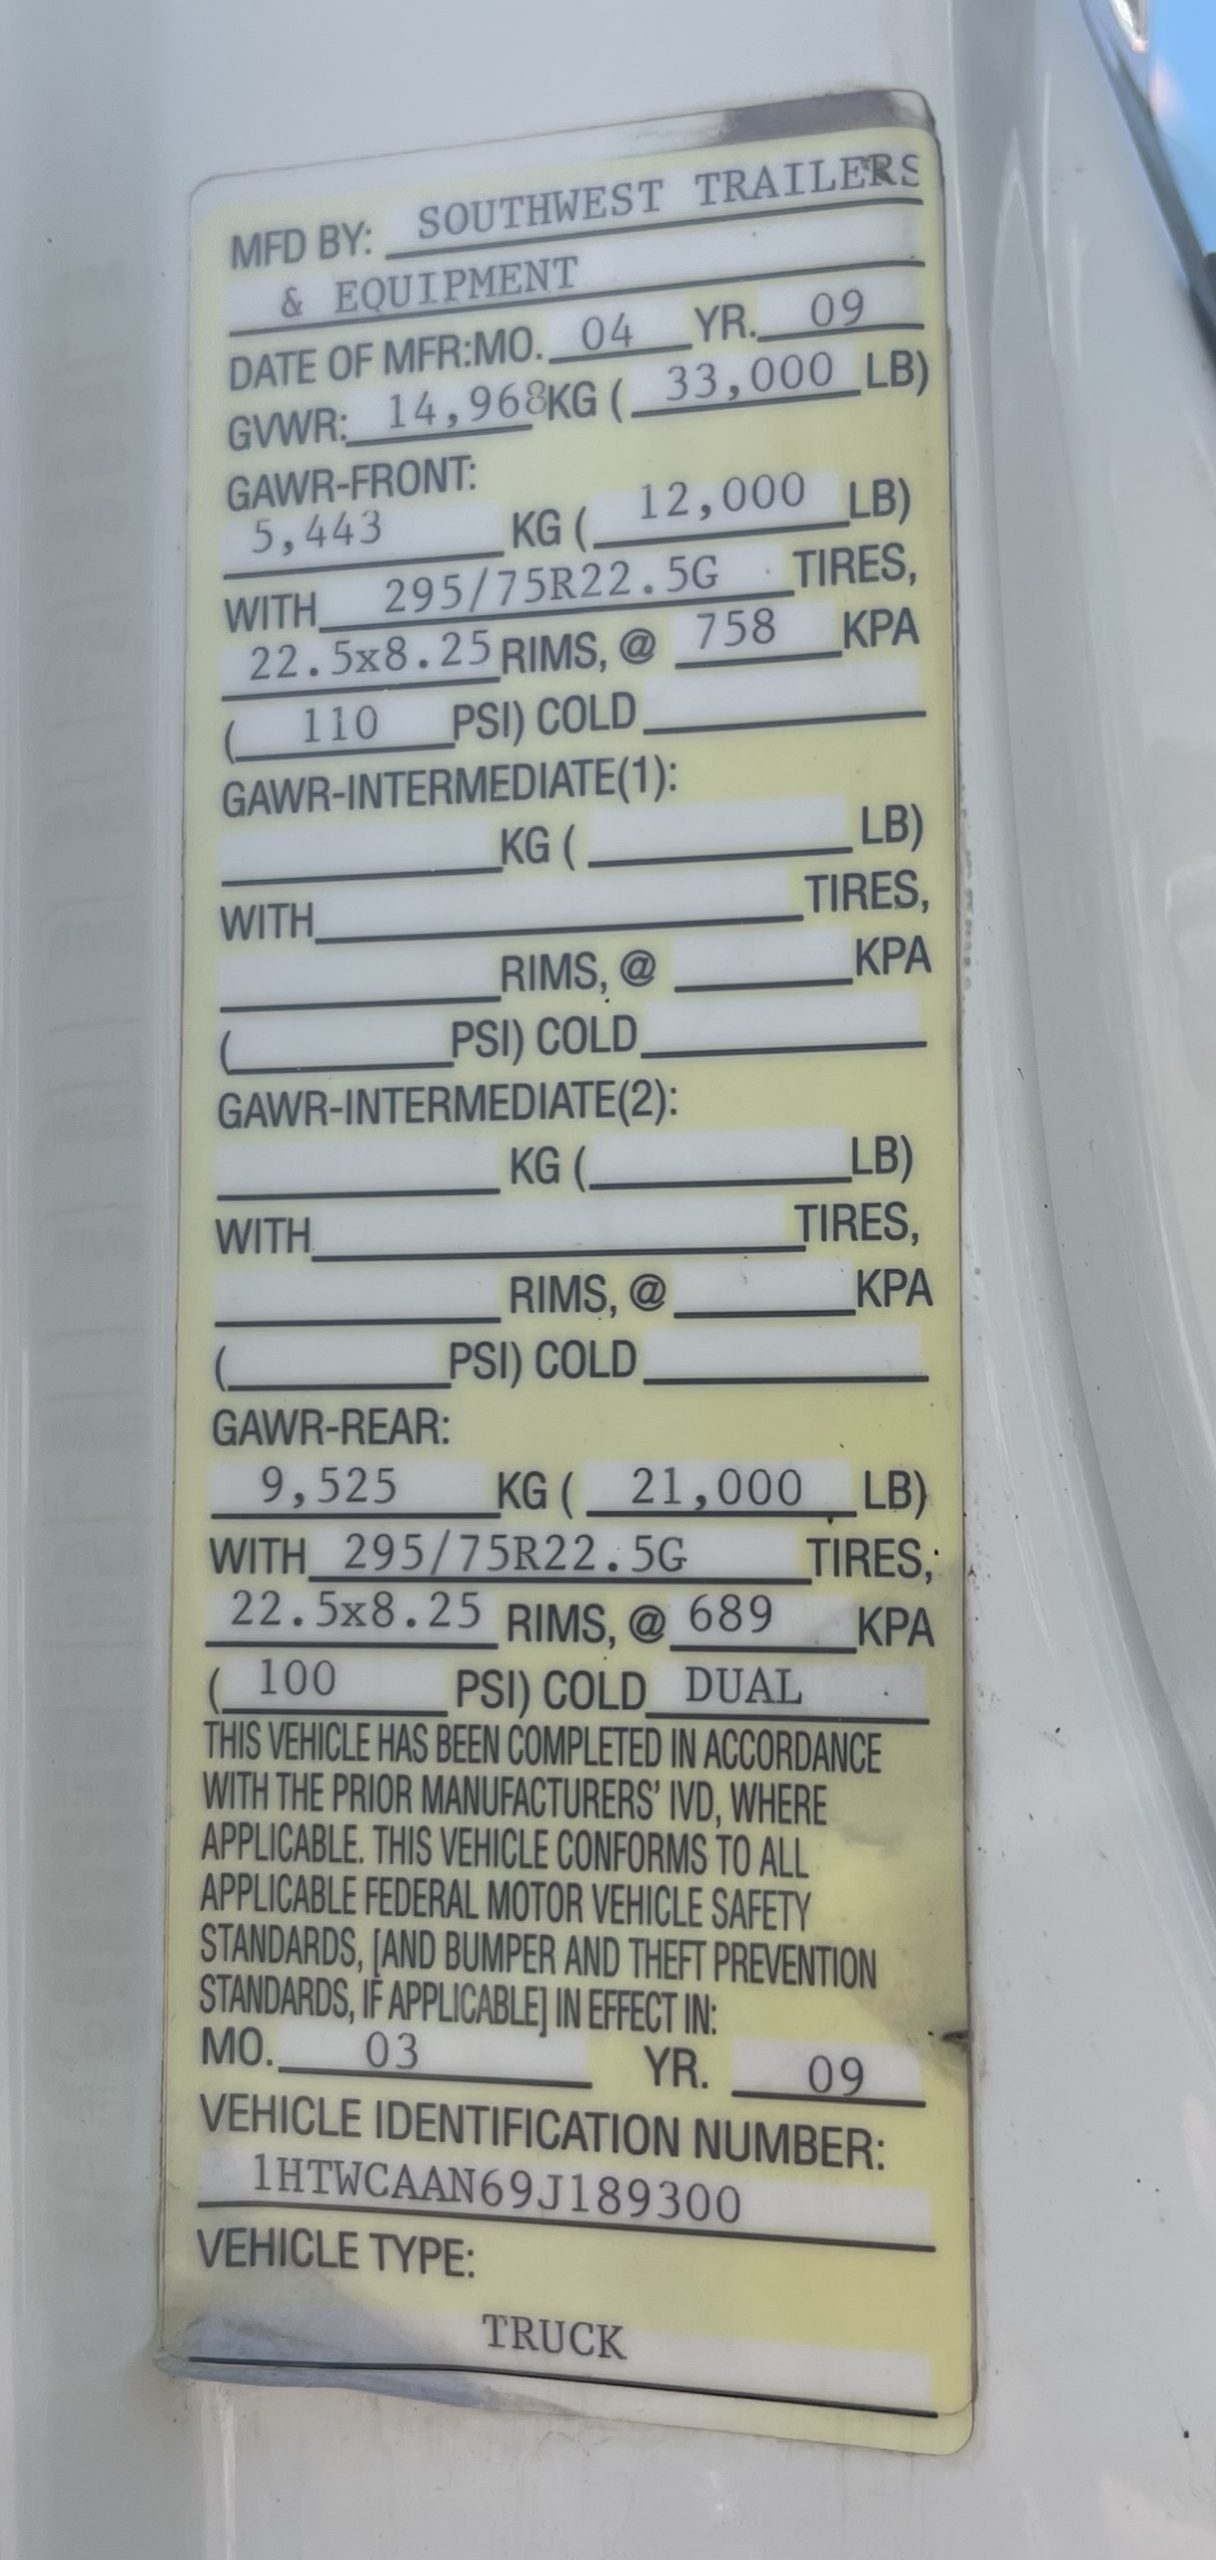 MFD BY: SOUTHWEST TRAILERS
& EQUIPMENT
DATE OF MFR:MO. 04 YR. 09
GVWR: 14,968KG ( 33,000 LB)
GAWR-FRONT:
5,443 KG ( 12,000 LB)
WITH 295/75R22.5G TIRES,
22.5x8.25 RIMS, @ 758 KPA
( 110 PSI) COLD
GAWR-INTERMEDIATE(1):
KG ( LB)
WITH TIRES,
RIMS, @ KPA
( PSI) COLD
GAWR-INTERMEDIATE(2):
KG ( LB)
WITH TIRES,
RIMS, @ KPA
( PSI) COLD
GAWR-REAR:
9,525 KG ( 21,000 LB)
WITH 295/75R22.5G TIRES,
22.5x8.25 RIMS, @ 689 KPA
( 100 PSI) COLD DUAL
THIS VEHICLE HAS BEEN COMPLETED IN ACCORDANCE
WITH THE PRIOR MANUFACTURERS' IVD, WHERE
APPLICABLE. THIS VEHICLE CONFORMS TO ALL
APPLICABLE FEDERAL MOTOR VEHICLE SAFETY
STANDARDS, [AND BUMPER AND THEFT PREVENTION
STANDARDS, IF APPLICABLE] IN EFFECT IN:
MO. 03 YR. 09
VEHICLE IDENTIFICATION NUMBER:
1HTWCAAN69J189300
VEHICLE TYPE:
TRUCK